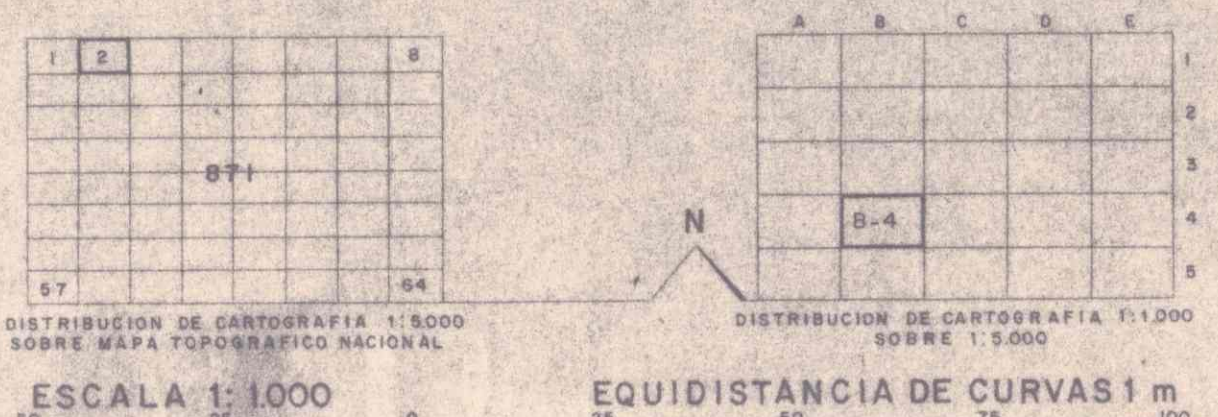 A B C D E
1 2 8
1
2
3
871
N
B-4
4
5
57 64
DISTRIBUCION DE CARTOGRAFIA 1:5.000
SOBRE MAPA TOPOGRAFICO NACIONAL
DISTRIBUCION DE CARTOGRAFIA 1:1.000
SOBRE 1:5.000
ESCALA 1:1.000
EQUIDISTANCIA DE CURVAS 1 m
50 25 0 25 50 75 100